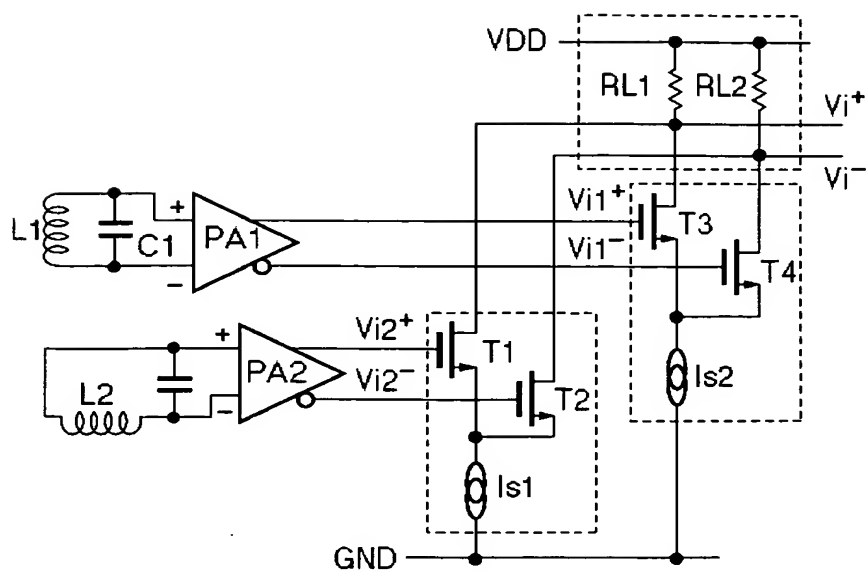 VDD
RL1 RL2
Vi+
Vi-
L1
+
C1
-
PA1
Vi1+
Vi1-
T3
T4
L2
+
-
PA2
Vi2+
Vi2-
T1
T2
Is2
Is1
GND